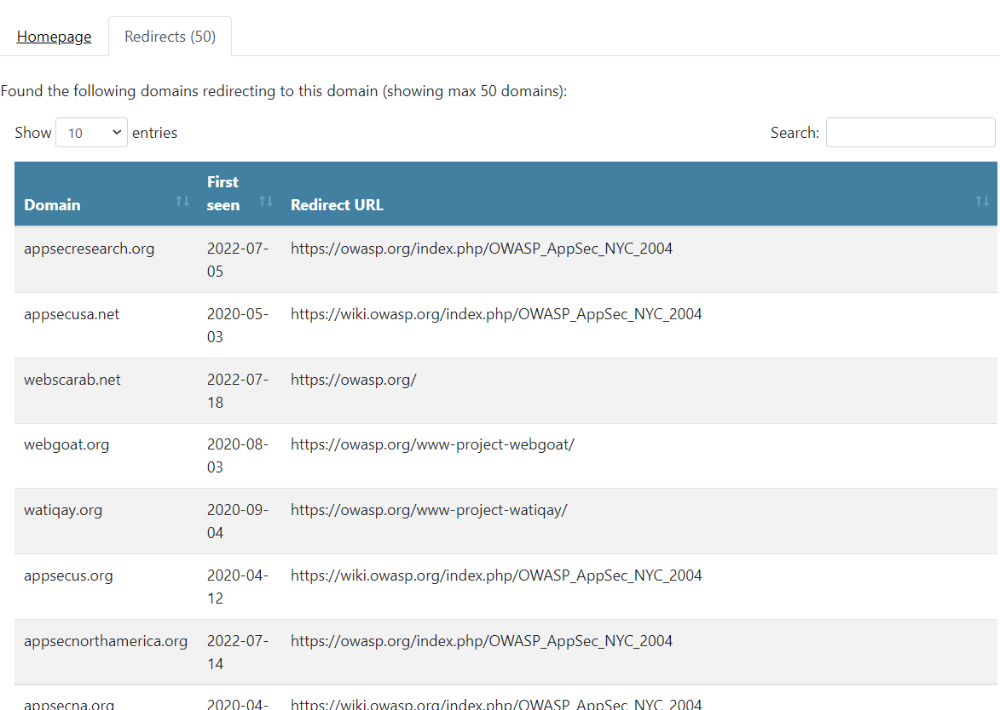 Homepage Redirects (50)
Found the following domains redirecting to this domain (showing max 50 domains):
Show 10 entries Search:
Domain First seen Redirect URL
appsecresearch.org 2022-07-05 https://owasp.org/index.php/OWASP_AppSec_NYC_2004
appsecusa.net 2020-05-03 https://wiki.owasp.org/index.php/OWASP_AppSec_NYC_2004
webscarab.net 2022-07-18 https://owasp.org/
webgoat.org 2020-08-03 https://owasp.org/www-project-webgoat/
watiqay.org 2020-09-04 https://owasp.org/www-project-watiqay/
appsecus.org 2020-04-12 https://wiki.owasp.org/index.php/OWASP_AppSec_NYC_2004
appsecnorthamerica.org 2022-07-14 https://owasp.org/index.php/OWASP_AppSec_NYC_2004
appsecna.org 2020-04- https://wiki.owasp.org/index.php/OWASP_AppSec_NYC_2004